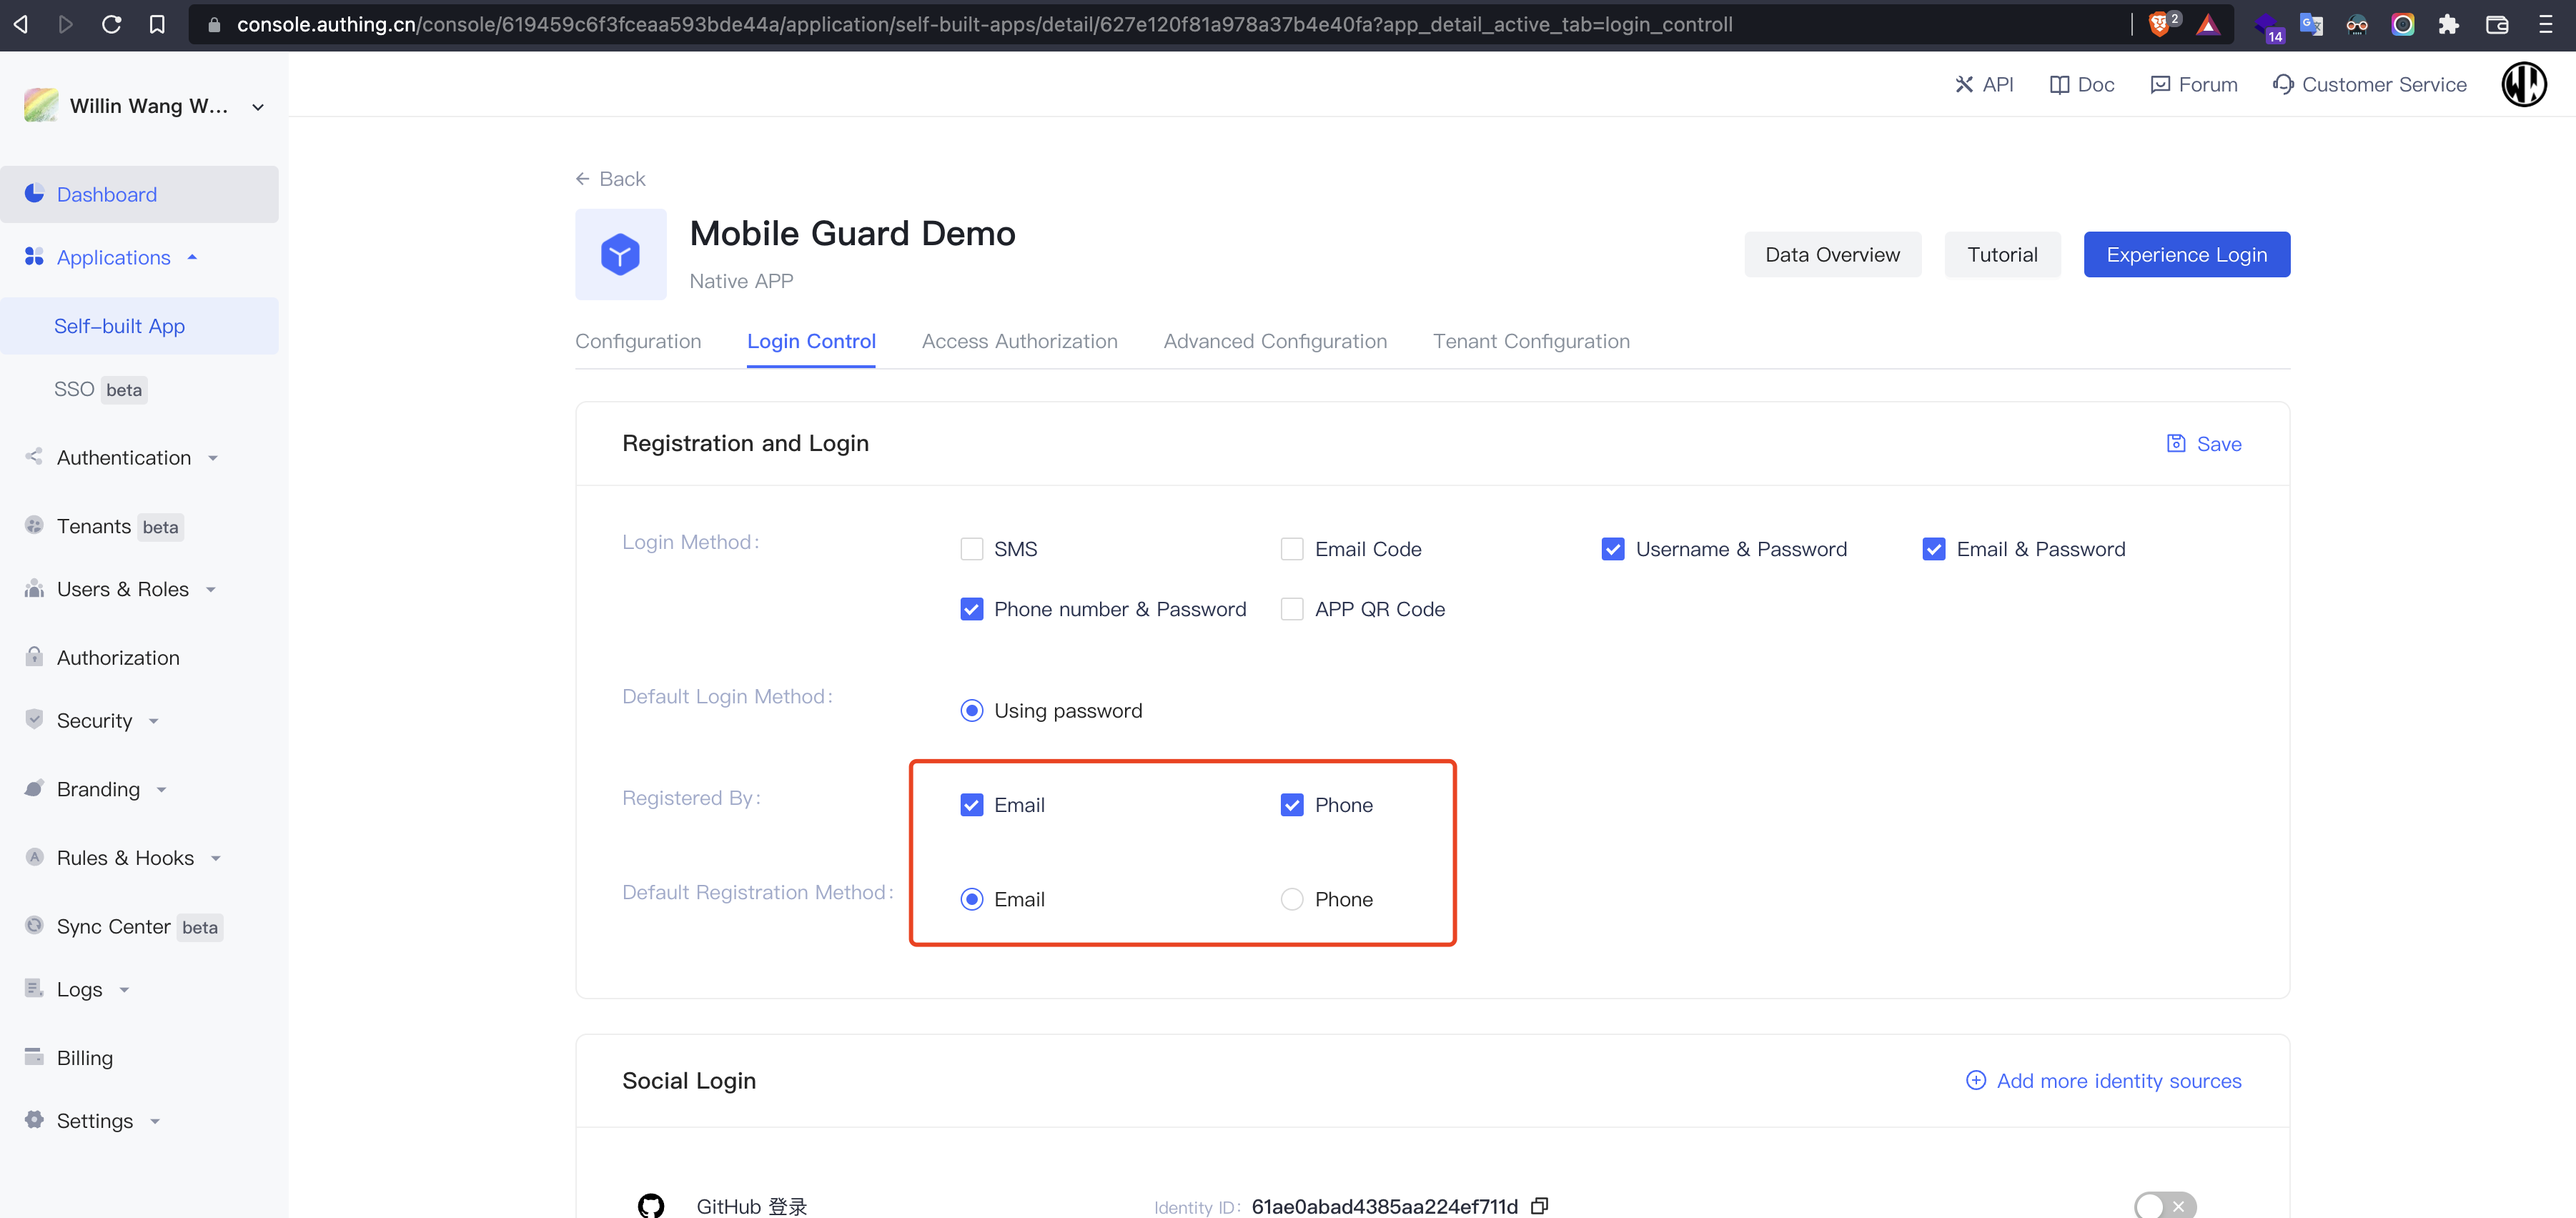 console.authing.cn/console/619459c6f3fceaa593bde44a/application/self-built-apps/detail/627e120f81a978a37b4e40fa?app_detail_active_tab=login_controll
2
14
Willin Wang W...
API
Doc
Forum
Customer Service
Dashboard
Applications
Self-built App
SSO beta
Authentication
Tenants beta
Users & Roles
Authorization
Security
Branding
Rules & Hooks
Sync Center beta
Logs
Billing
Settings
Back
Mobile Guard Demo
Native APP
Data Overview
Tutorial
Experience Login
Configuration
Login Control
Access Authorization
Advanced Configuration
Tenant Configuration
Registration and Login
Save
Login Method:
SMS
Email Code
Username & Password
Email & Password
Phone number & Password
APP QR Code
Default Login Method:
Using password
Registered By:
Email
Phone
Default Registration Method:
Email
Phone
Social Login
Add more identity sources
GitHub 登录
Identity ID: 61ae0abad4385aa224ef711d